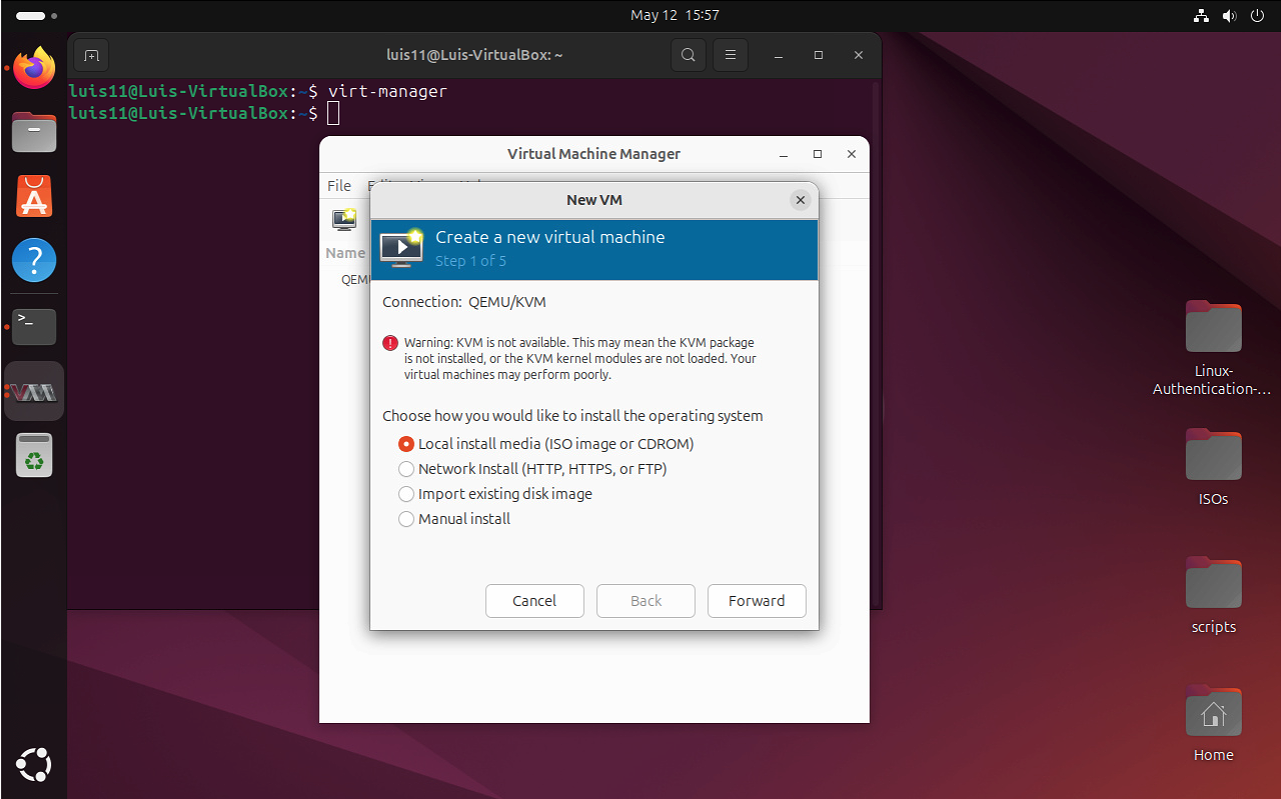 May 12 15:57
luis11@Luis-VirtualBox: ~
luis11@Luis-VirtualBox:~$ virt-manager
luis11@Luis-VirtualBox:~$
Virtual Machine Manager
File
New VM
Create a new virtual machine
Step 1 of 5
Name
QEMU
Connection: QEMU/KVM
Warning: KVM is not available. This may mean the KVM package
is not installed, or the KVM kernel modules are not loaded. Your
virtual machines may perform poorly.
Choose how you would like to install the operating system
Local install media (ISO image or CDROM)
Network Install (HTTP, HTTPS, or FTP)
Import existing disk image
Manual install
Cancel
Back
Forward
Linux-
Authentication-...
ISOs
scripts
Home